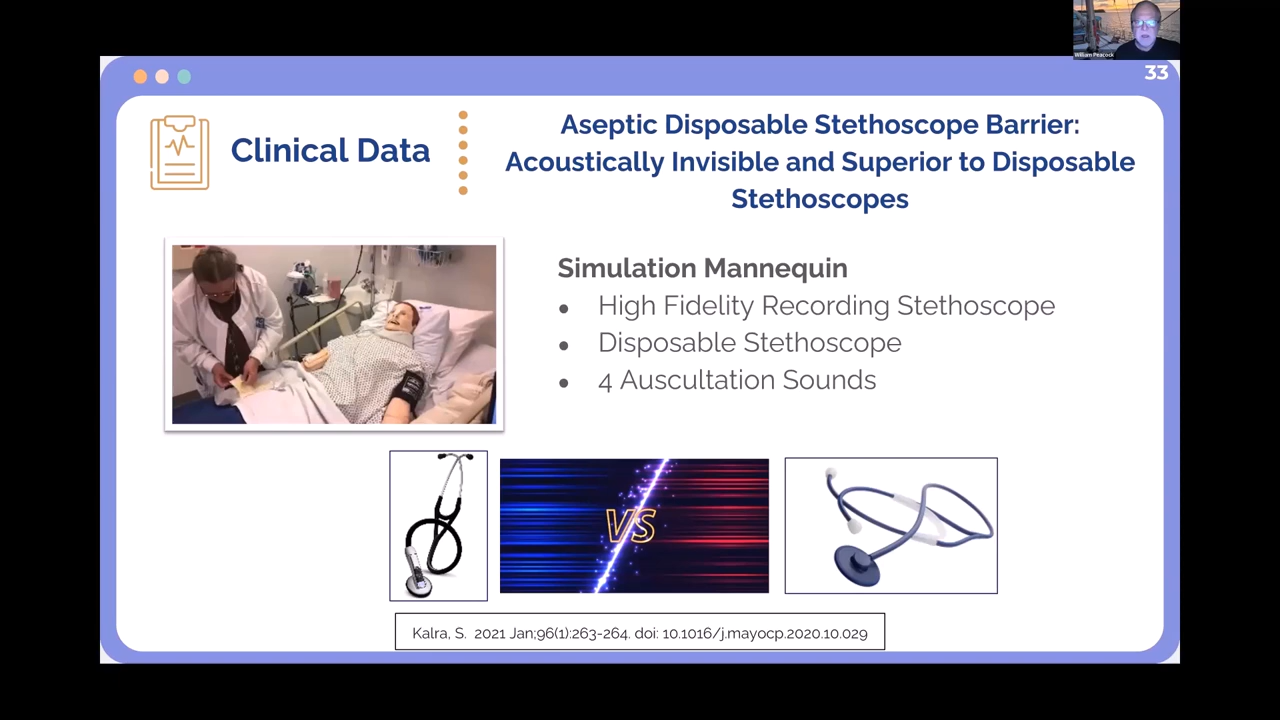 William Peacock
33
Clinical Data
Aseptic Disposable Stethoscope Barrier:
Acoustically Invisible and Superior to Disposable
Stethoscopes
Simulation Mannequin
● High Fidelity Recording Stethoscope
● Disposable Stethoscope
● 4 Auscultation Sounds
VS
Kalra, S. 2021 Jan;96(1):263-264. doi: 10.1016/j.mayocp.2020.10.029